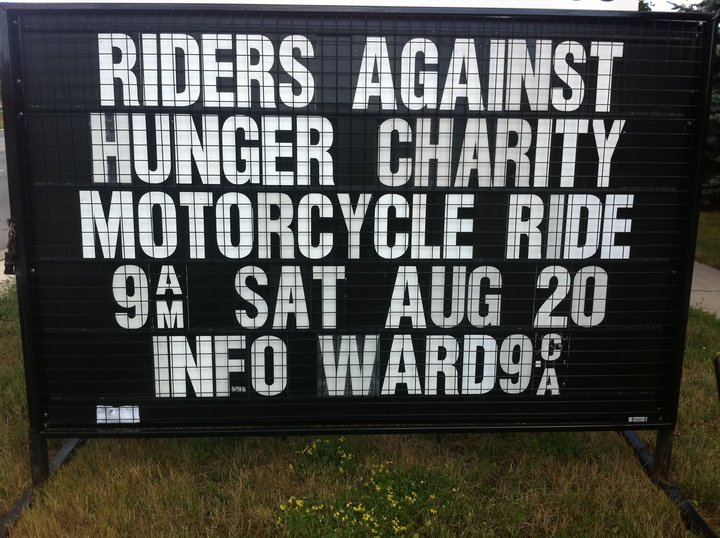 RIDERS AGAINST
HUNGER CHARITY
MOTORCYCLE RIDE
9AM SAT AUG 20
INFO WARD9.CA